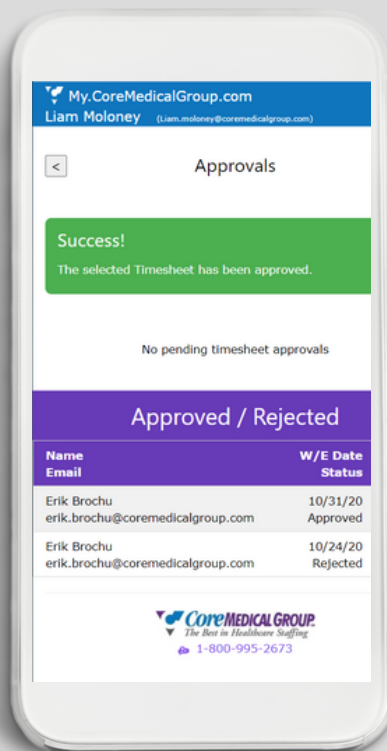 My.CoreMedicalGroup.com
Liam Moloney (Liam.moloney@coremedicalgroup.com)
< Approvals
Success!
The selected Timesheet has been approved.
No pending timesheet approvals
Approved / Rejected
Name W/E Date
Email Status
Erik Brochu 10/31/20
erik.brochu@coremedicalgroup.com Approved
Erik Brochu 10/24/20
erik.brochu@coremedicalgroup.com Rejected
CORE MEDICAL GROUP.
The Best in Healthcare Staffing
1-800-995-2673